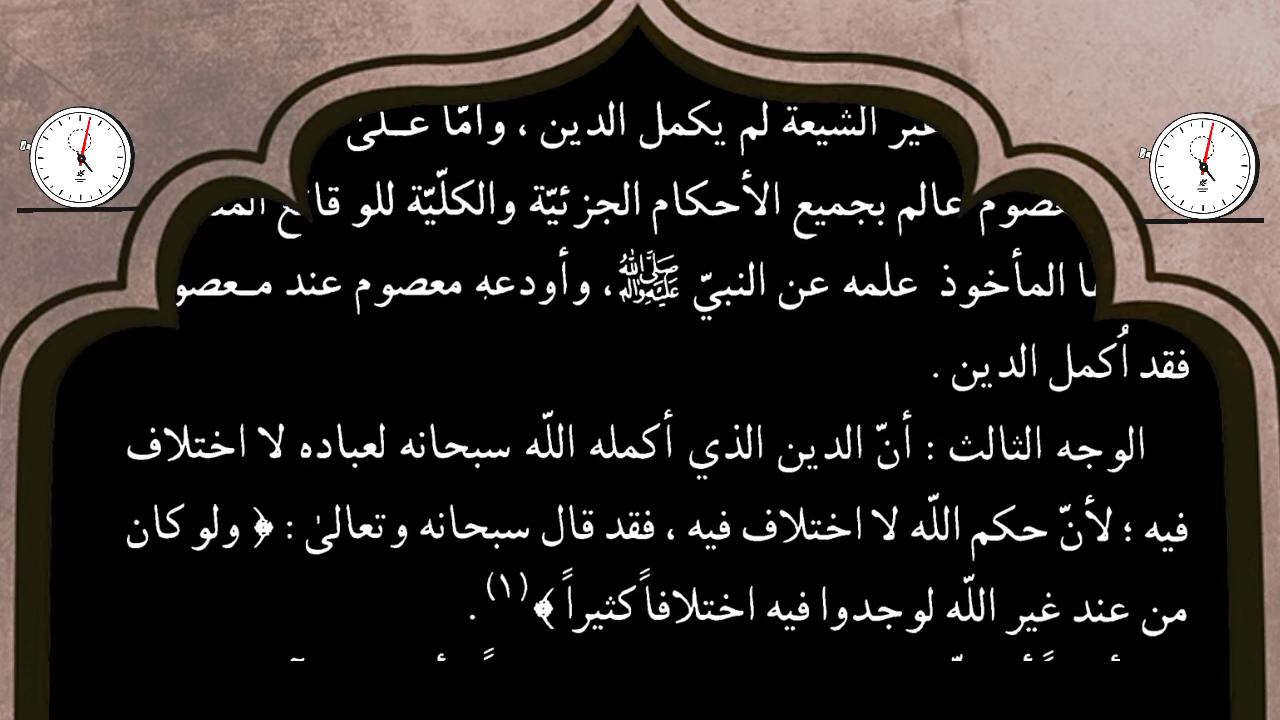 غير الشيعة لم يكمل الدين ، وأمّا عـلىٰ
عالم بجميع الأحكام الجزئيّة والكلّيّة للوقائع
المأخوذ علمه عن النبيّ ﷺ، وأودعه معصوم عند
فقد اُكمل الدين .
الوجه الثالث : أنّ الدين الذي أكمله اللّه سبحانه لعباده لا اختلاف
فيه ؛ لأنّ حكم اللّه لا اختلاف فيه ، فقد قال سبحانه وتعالىٰ : ﴿ ولو كان
من عند غير اللّه لوجدوا فيه اختلافاً كثيراً ﴾(١) .